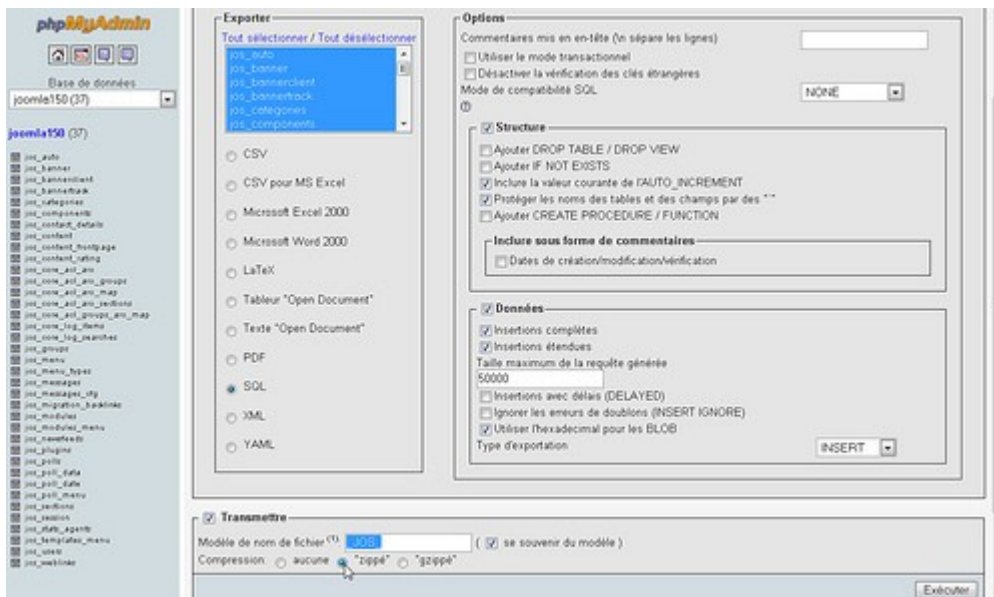 phpMyAdmin
Base de données
joomla150 (37)
joomla150 (37)
jos_auto
jos_banner
jos_bannerclient
jos_bannertrack
jos_categories
jos_components
jos_contact_details
jos_content
jos_content_frontpage
jos_content_rating
jos_core_acl_aro
jos_core_acl_aro_groups
jos_core_acl_aro_map
jos_core_acl_aro_sections
jos_core_acl_groups_aro_map
jos_core_log_items
jos_core_log_searches
jos_groups
jos_menu
jos_menu_types
jos_messages
jos_messages_cfg
jos_migration_backlinks
jos_modules
jos_modules_menu
jos_newsfeeds
jos_plugins
jos_polls
jos_poll_data
jos_poll_date
jos_poll_menu
jos_sections
jos_session
jos_stats_agents
jos_templates_menu
jos_users
jos_weblinks
Exporter
Tout sélectionner / Tout désélectionner
jos_auto
jos_banner
jos_bannerclient
jos_bannertrack
jos_categories
jos_components
CSV
CSV pour MS Excel
Microsoft Excel 2000
Microsoft Word 2000
LaTeX
Tableur "Open Document"
Texte "Open Document"
PDF
SQL
XML
YAML
Options
Commentaires mis en en-tête (\n sépare les lignes)
Utiliser le mode transactionnel
Désactiver la vérification des clés étrangères
Mode de compatibilité SQL NONE
Structure
Ajouter DROP TABLE / DROP VIEW
Ajouter IF NOT EXISTS
Inclure la valeur courante de l'AUTO_INCREMENT
Protéger les noms des tables et des champs par des "`"
Ajouter CREATE PROCEDURE / FUNCTION
Inclure sous forme de commentaires
Dates de création/modification/vérification
Données
Insertions complètes
Insertions étendues
Taille maximum de la requête générée
50000
Insertions avec délais (DELAYED)
Ignorer les erreurs de doublons (INSERT IGNORE)
Utiliser l'hexadecimal pour les BLOB
Type d'exportation INSERT
Transmettre
Modèle de nom de fichier (1) _JOS_ ( se souvenir du modèle )
Compression aucune "zippé" "gzippé"
Exécuter